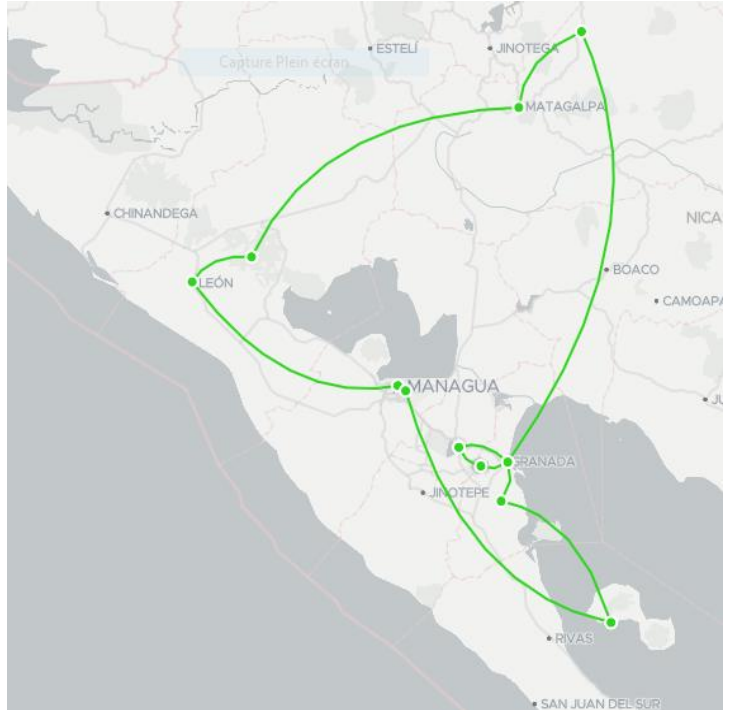 ESTELÍ
JINOTEGA
Capture Plein écran
MATAGALPA
CHINANDEGA
NICA
BOACO
LEÓN
CAMOAPA
MANAGUA
JU
GRANADA
JINOTEPE
RIVAS
SAN JUAN DEL SUR